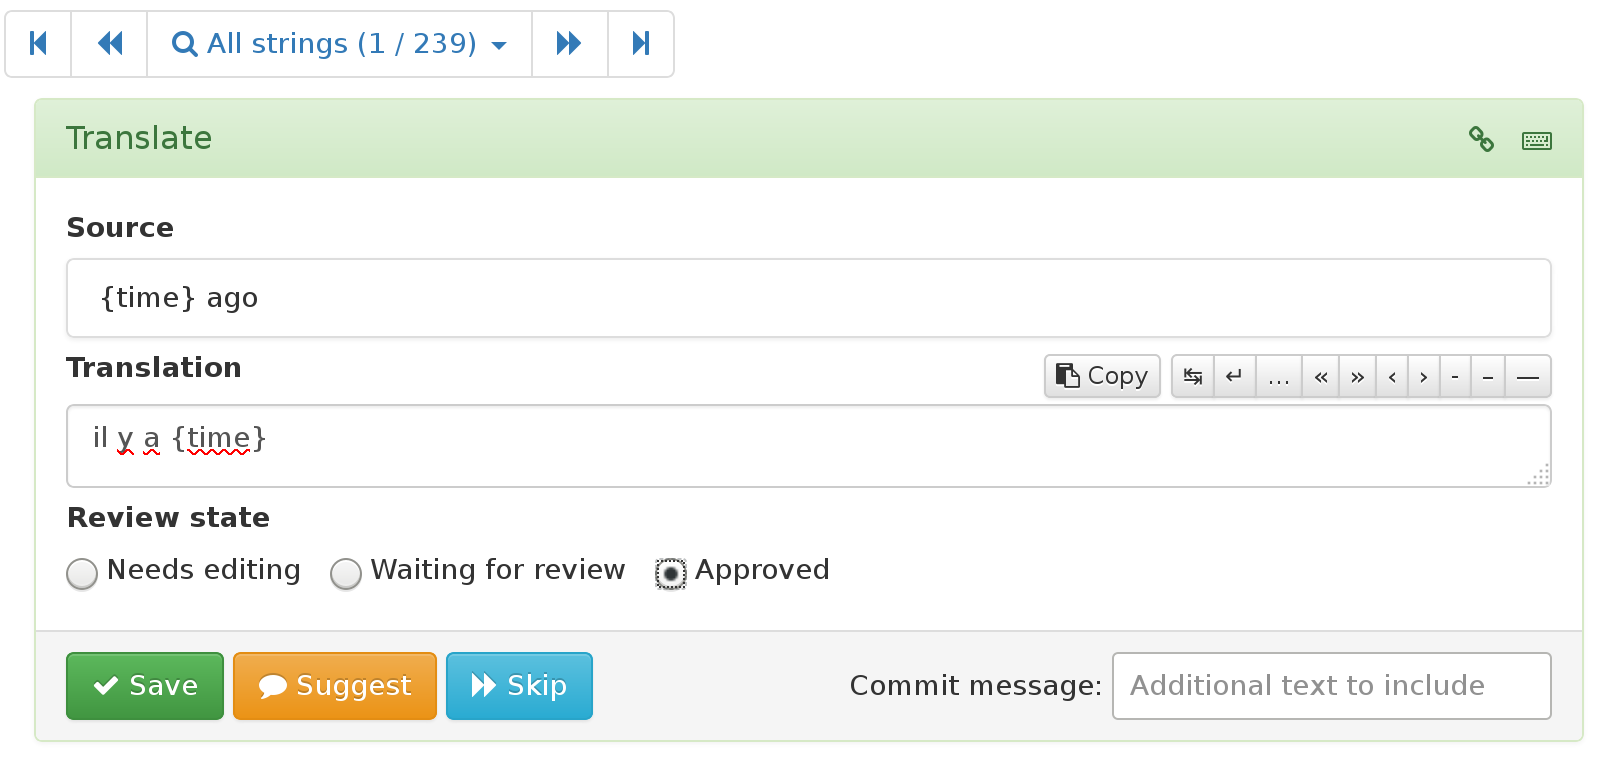 All strings (1 / 239)
Translate
Source
{time} ago
Translation
Copy ↹ ↵ … « » ‹ › - – —
il y a {time}
Review state
Needs editing Waiting for review Approved
Save Suggest Skip Commit message: Additional text to include